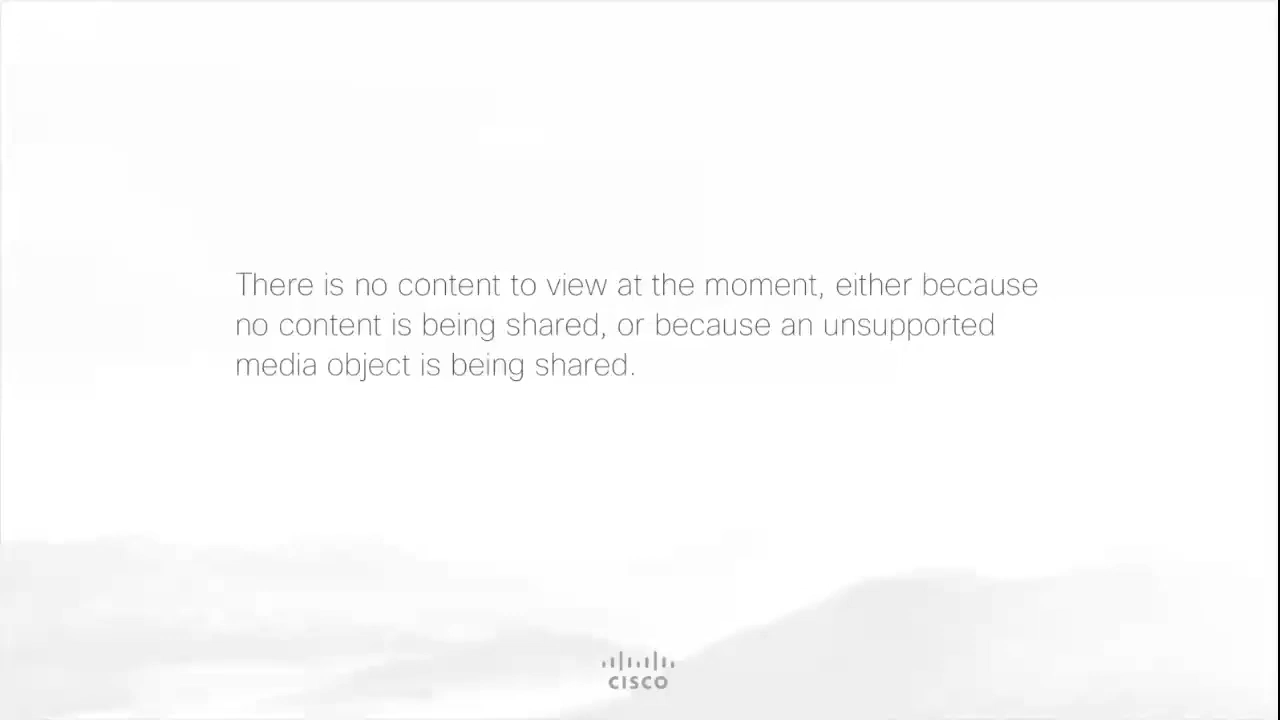 There is no content to view at the moment, either because
no content is being shared, or because an unsupported
media object is being shared.
CISCO